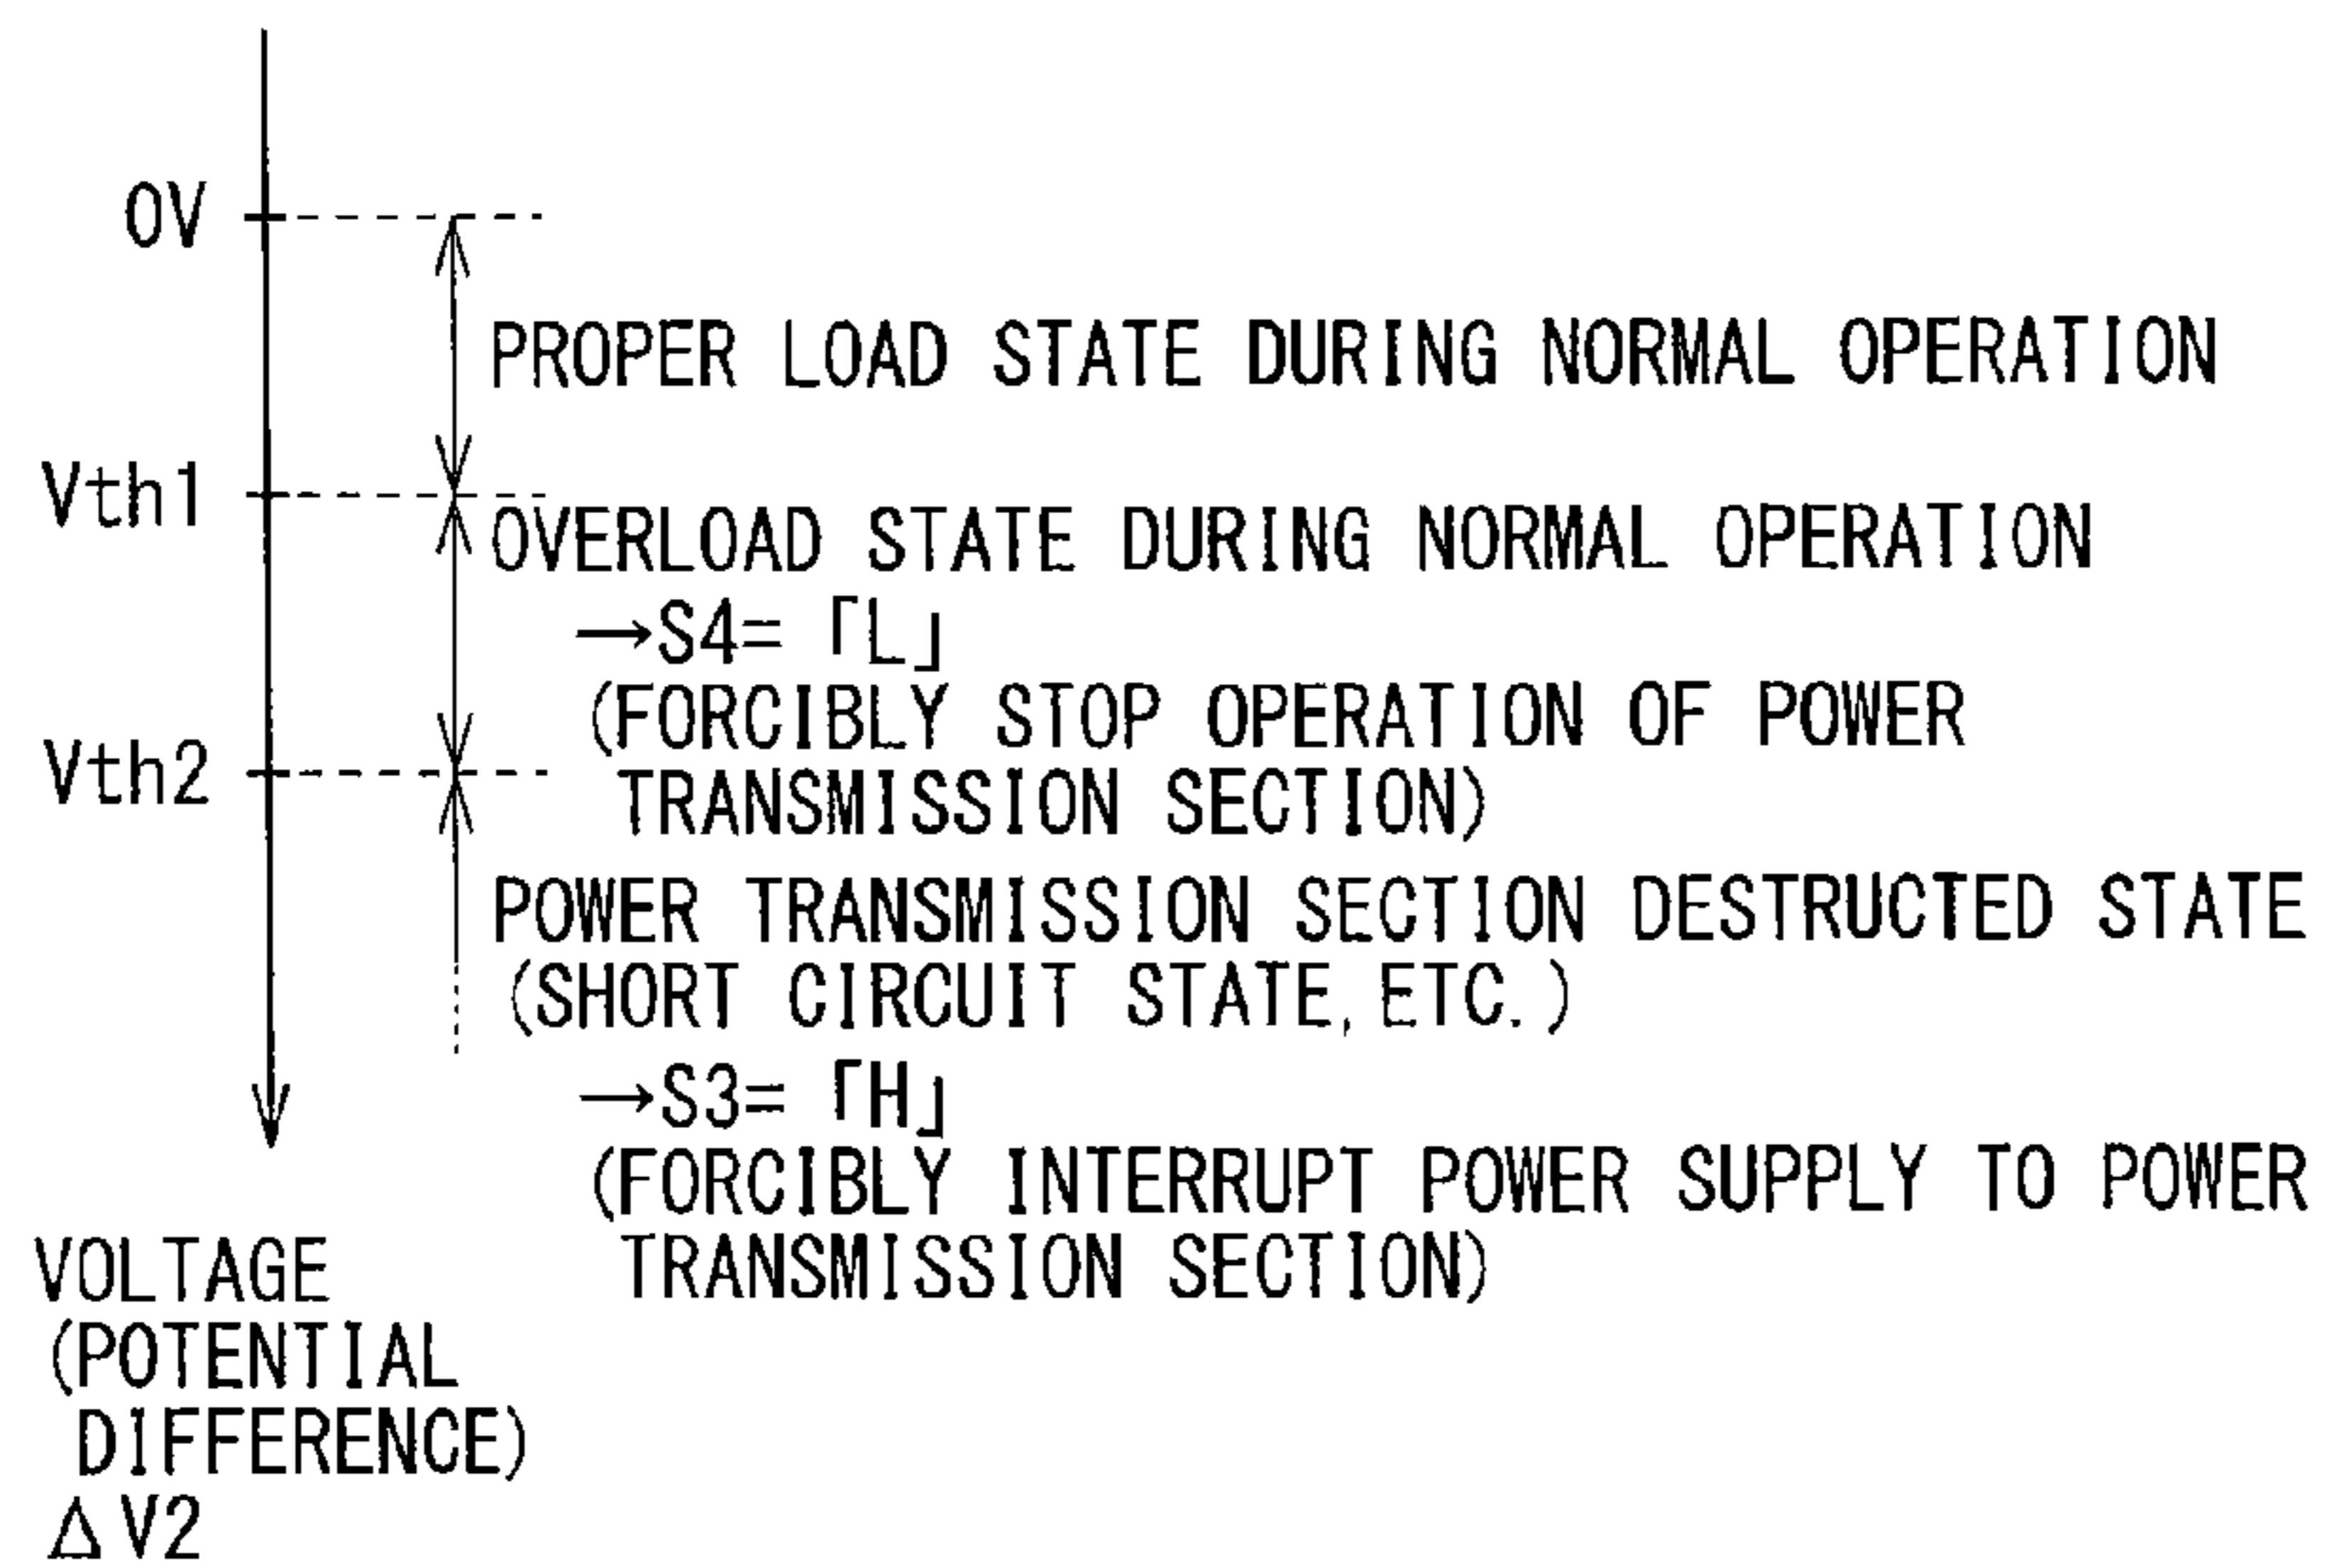 0V
PROPER LOAD STATE DURING NORMAL OPERATION
Vth1
OVERLOAD STATE DURING NORMAL OPERATION
→S4=「L」
(FORCIBLY STOP OPERATION OF POWER
Vth2
TRANSMISSION SECTION)
POWER TRANSMISSION SECTION DESTRUCTED STATE
(SHORT CIRCUIT STATE, ETC.)
→S3=「H」
(FORCIBLY INTERRUPT POWER SUPPLY TO POWER
TRANSMISSION SECTION)
VOLTAGE
(POTENTIAL
DIFFERENCE)
ΔV2